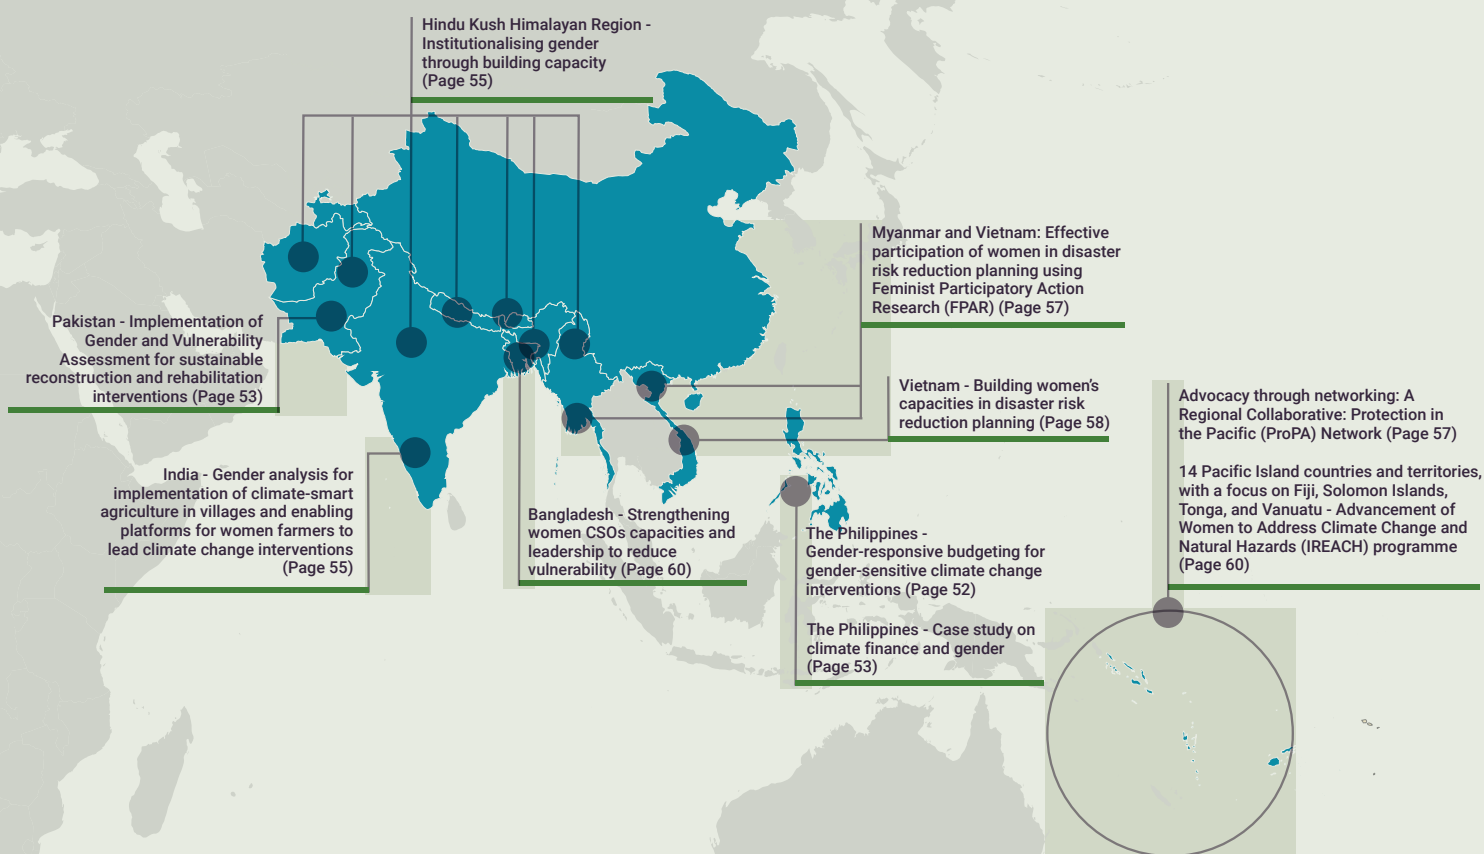 Hindu Kush Himalayan Region -
Institutionalising gender
through building capacity
(Page 55)
Myanmar and Vietnam: Effective
participation of women in disaster
risk reduction planning using
Feminist Participatory Action
Research (FPAR) (Page 57)
Pakistan - Implementation of
Gender and Vulnerability
Assessment for sustainable
reconstruction and rehabilitation
interventions (Page 53)
Vietnam - Building women’s
capacities in disaster risk
reduction planning (Page 58)
Advocacy through networking: A
Regional Collaborative: Protection in
the Pacific (ProPA) Network (Page 57)
14 Pacific Island countries and territories,
with a focus on Fiji, Solomon Islands,
Tonga, and Vanuatu - Advancement of
Women to Address Climate Change and
Natural Hazards (IREACH) programme
(Page 60)
India - Gender analysis for
implementation of climate-smart
agriculture in villages and enabling
platforms for women farmers to
lead climate change interventions
(Page 55)
Bangladesh - Strengthening
women CSOs capacities and
leadership to reduce
vulnerability (Page 60)
The Philippines -
Gender-responsive budgeting for
gender-sensitive climate change
interventions (Page 52)
The Philippines - Case study on
climate finance and gender
(Page 53)